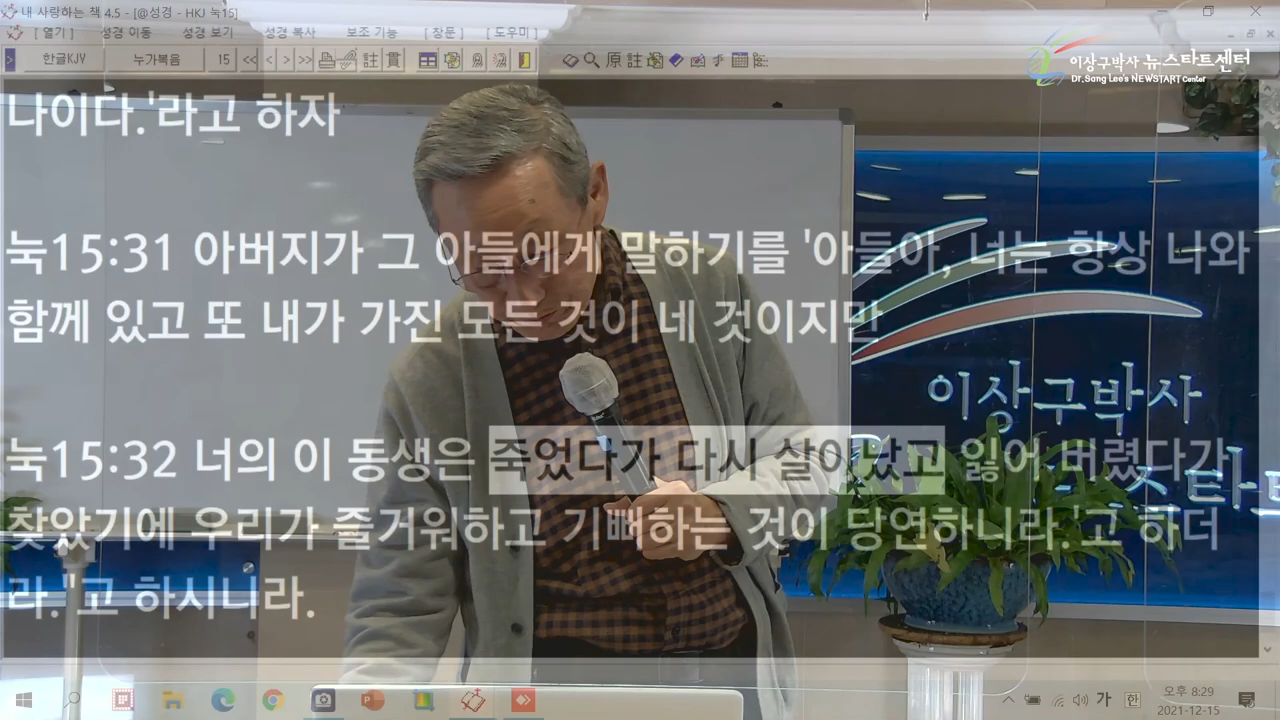 내 사랑하는 책 4.5 - [@성경 - HKJ 눅15]
[ 열기 ] 성경 이동 성경 보기 성경 복사 보조 기능 [ 창문 ] [ 도우미 ]
한글KJV 누가복음 15 << < > >> 註 貫 原 註
이상구박사 뉴스타트센터
Dr. Sang Lee's NEWSTART Center
나이다.'라고 하자
눅15:31 아버지가 그 아들에게 말하기를 '아들아, 너는 항상 나와
함께 있고 또 내가 가진 모든 것이 네 것이지만
이상구박사
눅15:32 너의 이 동생은 죽었다가 다시 살아났고 잃어 버렸다가
스타트
찾았기에 우리가 즐거워하고 기뻐하는 것이 당연하니라.'고 하더
라."고 하시니라.
가 한 오후 8:29
2021-12-15